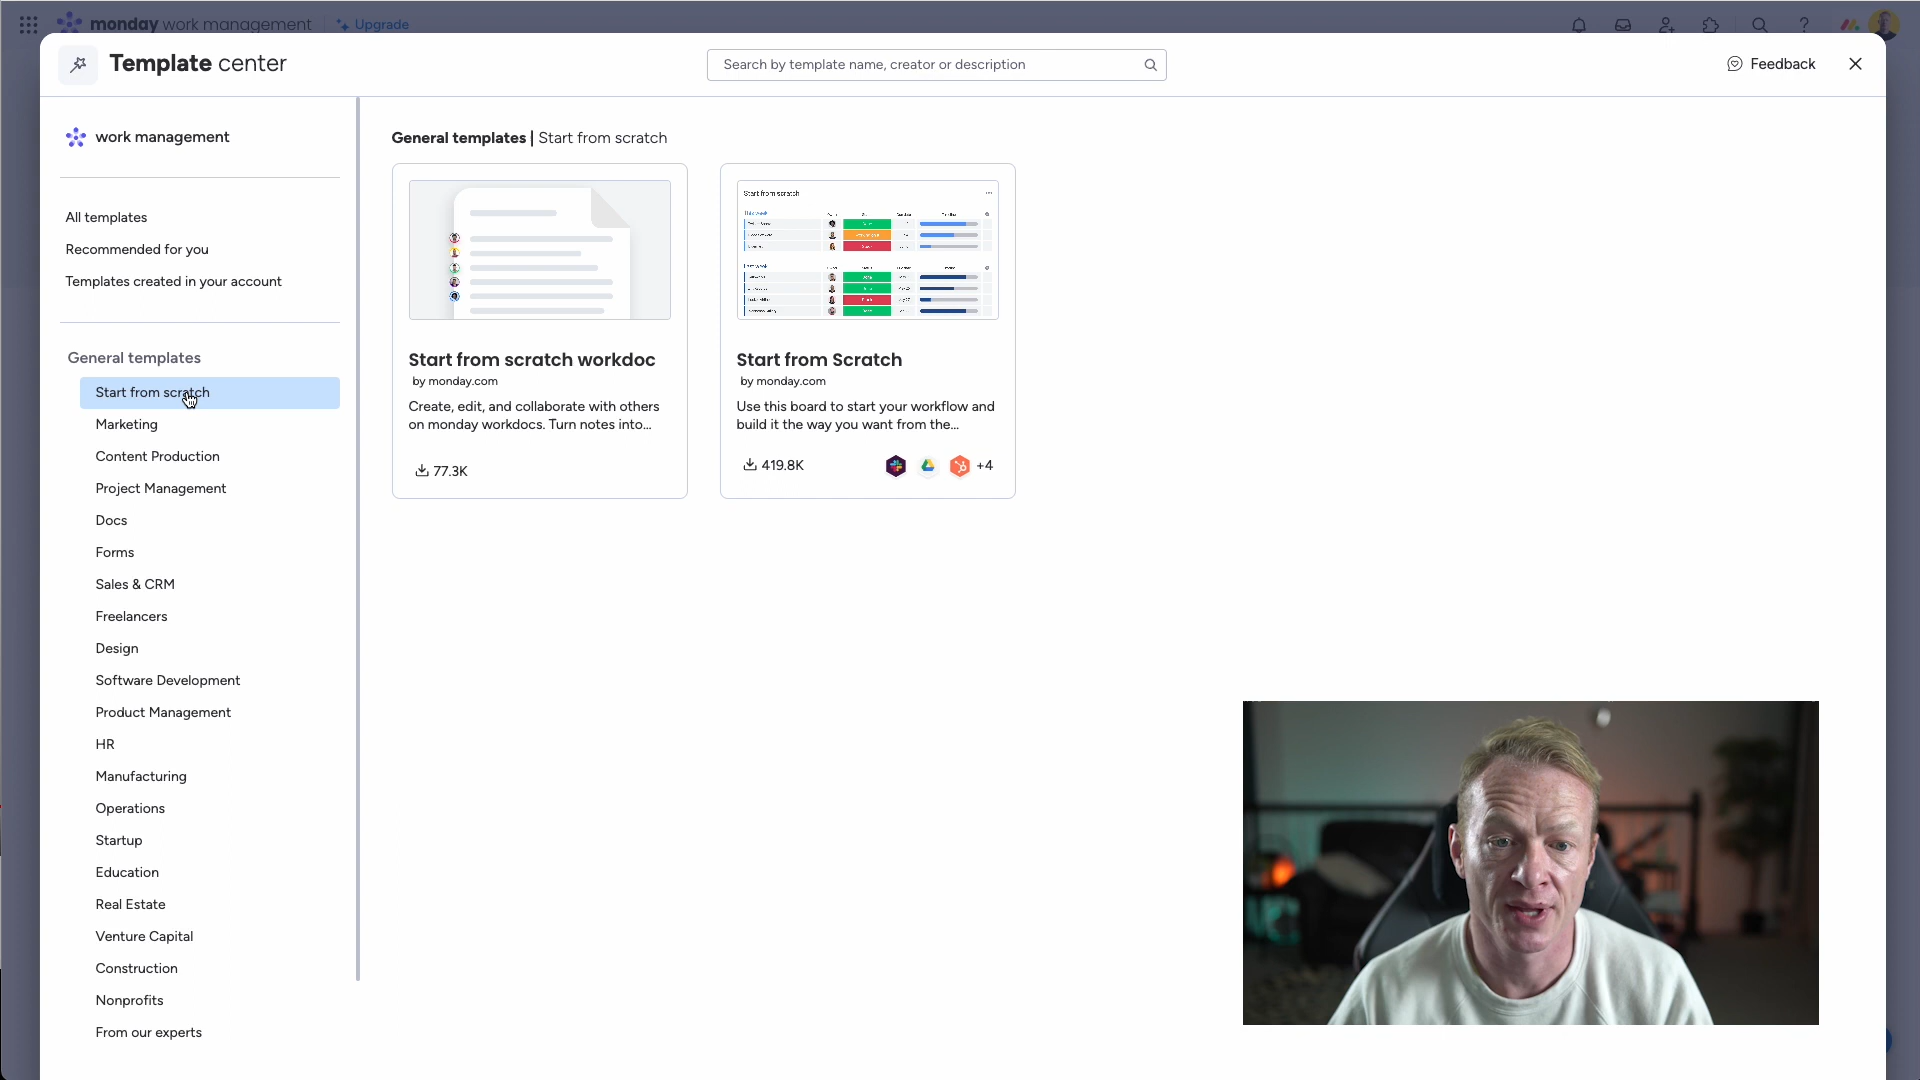 monday work management
Upgrade
Template center
Search by template name, creator or description
Feedback
work management
All templates
Recommended for you
Templates created in your account
General templates
Start from scratch
Marketing
Content Production
Project Management
Docs
Forms
Sales & CRM
Freelancers
Design
Software Development
Product Management
HR
Manufacturing
Operations
Startup
Education
Real Estate
Venture Capital
Construction
Nonprofits
From our experts
General templates | Start from scratch
Start from scratch workdoc
by monday.com
Create, edit, and collaborate with others
on monday workdocs. Turn notes into...
77.3K
Start from scratch
Start from Scratch
by monday.com
Use this board to start your workflow and
build it the way you want from the...
419.8K
+4